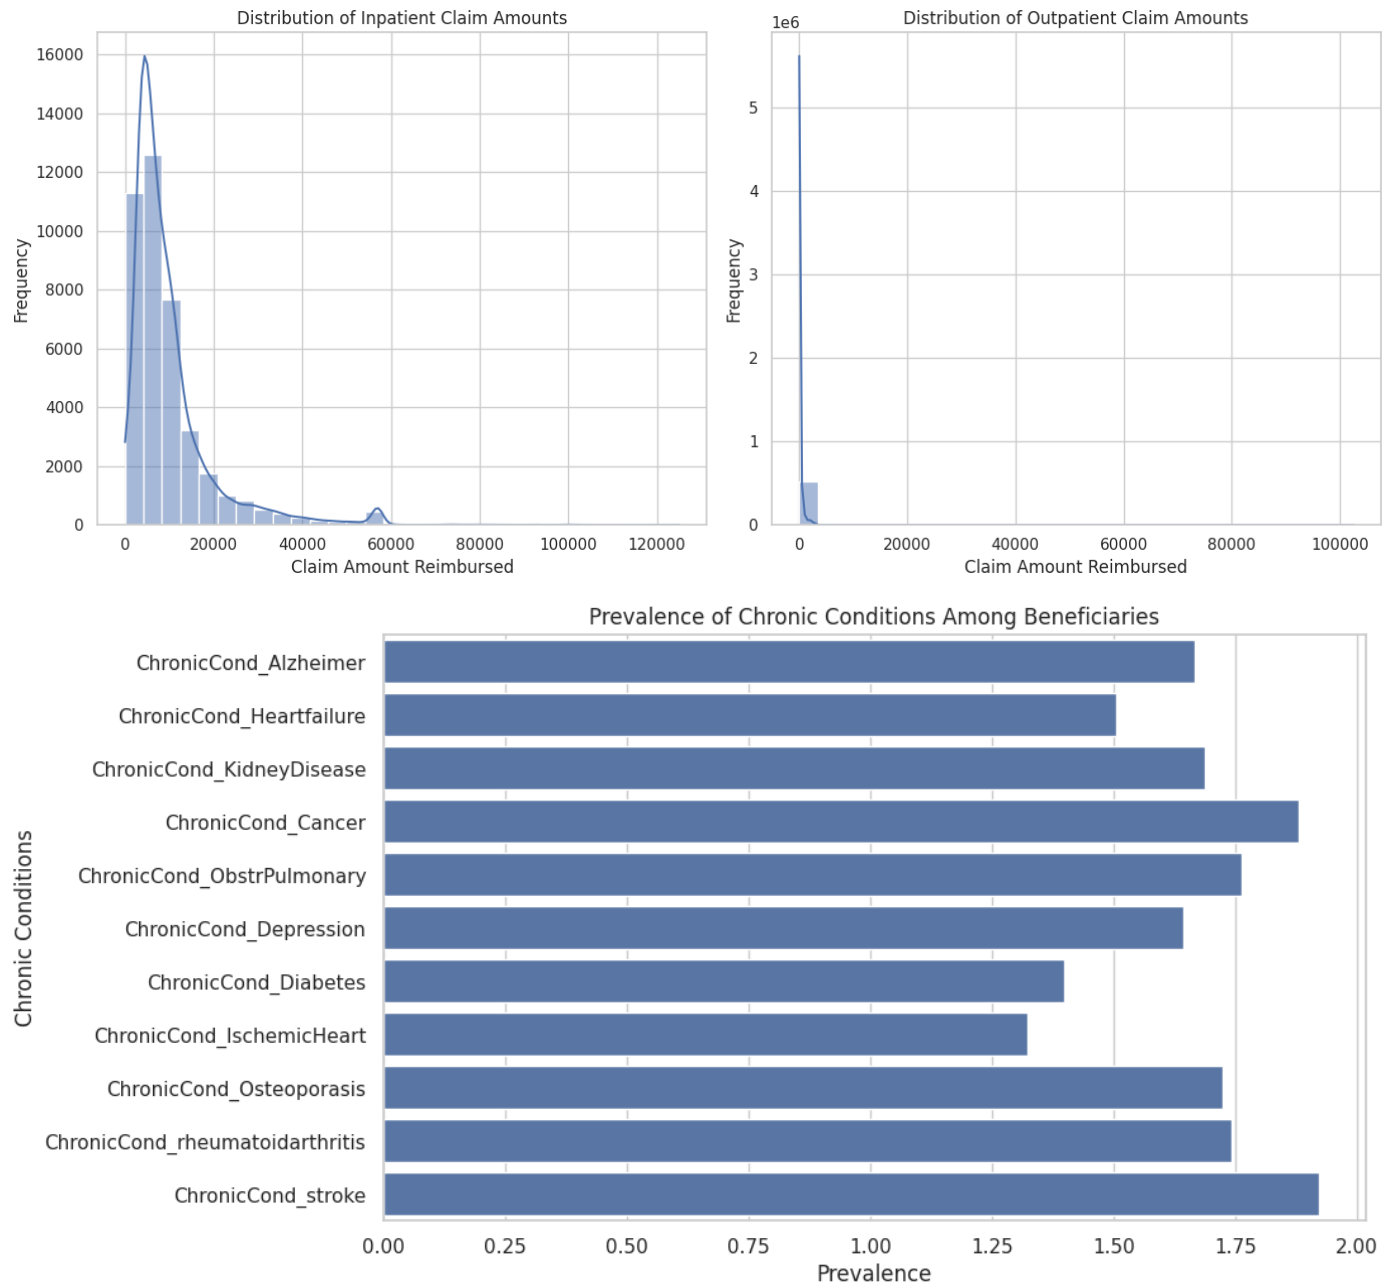 Distribution of Inpatient Claim Amounts
16000
14000
12000
10000
8000
6000
4000
2000
0
Frequency
0 20000 40000 60000 80000 100000 120000
Claim Amount Reimbursed
Distribution of Outpatient Claim Amounts
1e6
5
4
3
2
1
0
Frequency
0 20000 40000 60000 80000 100000
Claim Amount Reimbursed
Prevalence of Chronic Conditions Among Beneficiaries
Chronic Conditions
ChronicCond_Alzheimer
ChronicCond_Heartfailure
ChronicCond_KidneyDisease
ChronicCond_Cancer
ChronicCond_ObstrPulmonary
ChronicCond_Depression
ChronicCond_Diabetes
ChronicCond_IschemicHeart
ChronicCond_Osteoporasis
ChronicCond_rheumatoidarthritis
ChronicCond_stroke
0.00 0.25 0.50 0.75 1.00 1.25 1.50 1.75 2.00
Prevalence